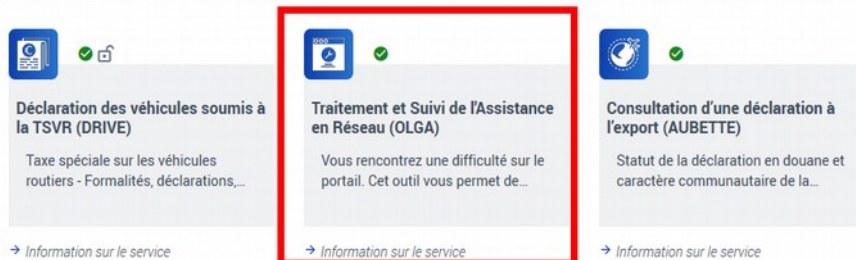 Déclaration des véhicules soumis à
la TSVR (DRIVE)
Taxe spéciale sur les véhicules
routiers - Formalités, déclarations,...
→ Information sur le service
Traitement et Suivi de l'Assistance
en Réseau (OLGA)
Vous rencontrez une difficulté sur le
portail. Cet outil vous permet de...
→ Information sur le service
Consultation d'une déclaration à
l'export (AUBETTE)
Statut de la déclaration en douane et
caractère communautaire de la...
→ Information sur le service